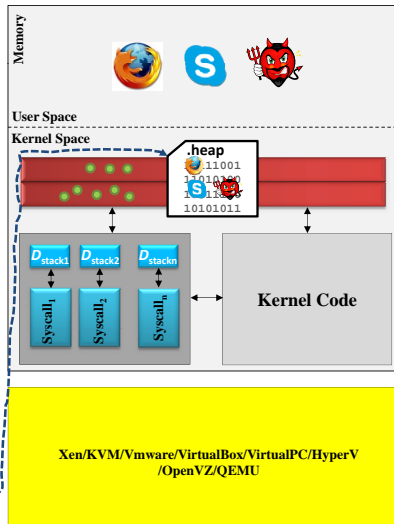 Memory
User Space
Kernel Space
.heap
11001
11010100
10101011
Dstack1 Dstack2 Dstackn
Syscall1 Syscall2 Syscalln
Kernel Code
Xen/KVM/Vmware/VirtualBox/VirtualPC/HyperV
/OpenVZ/QEMU